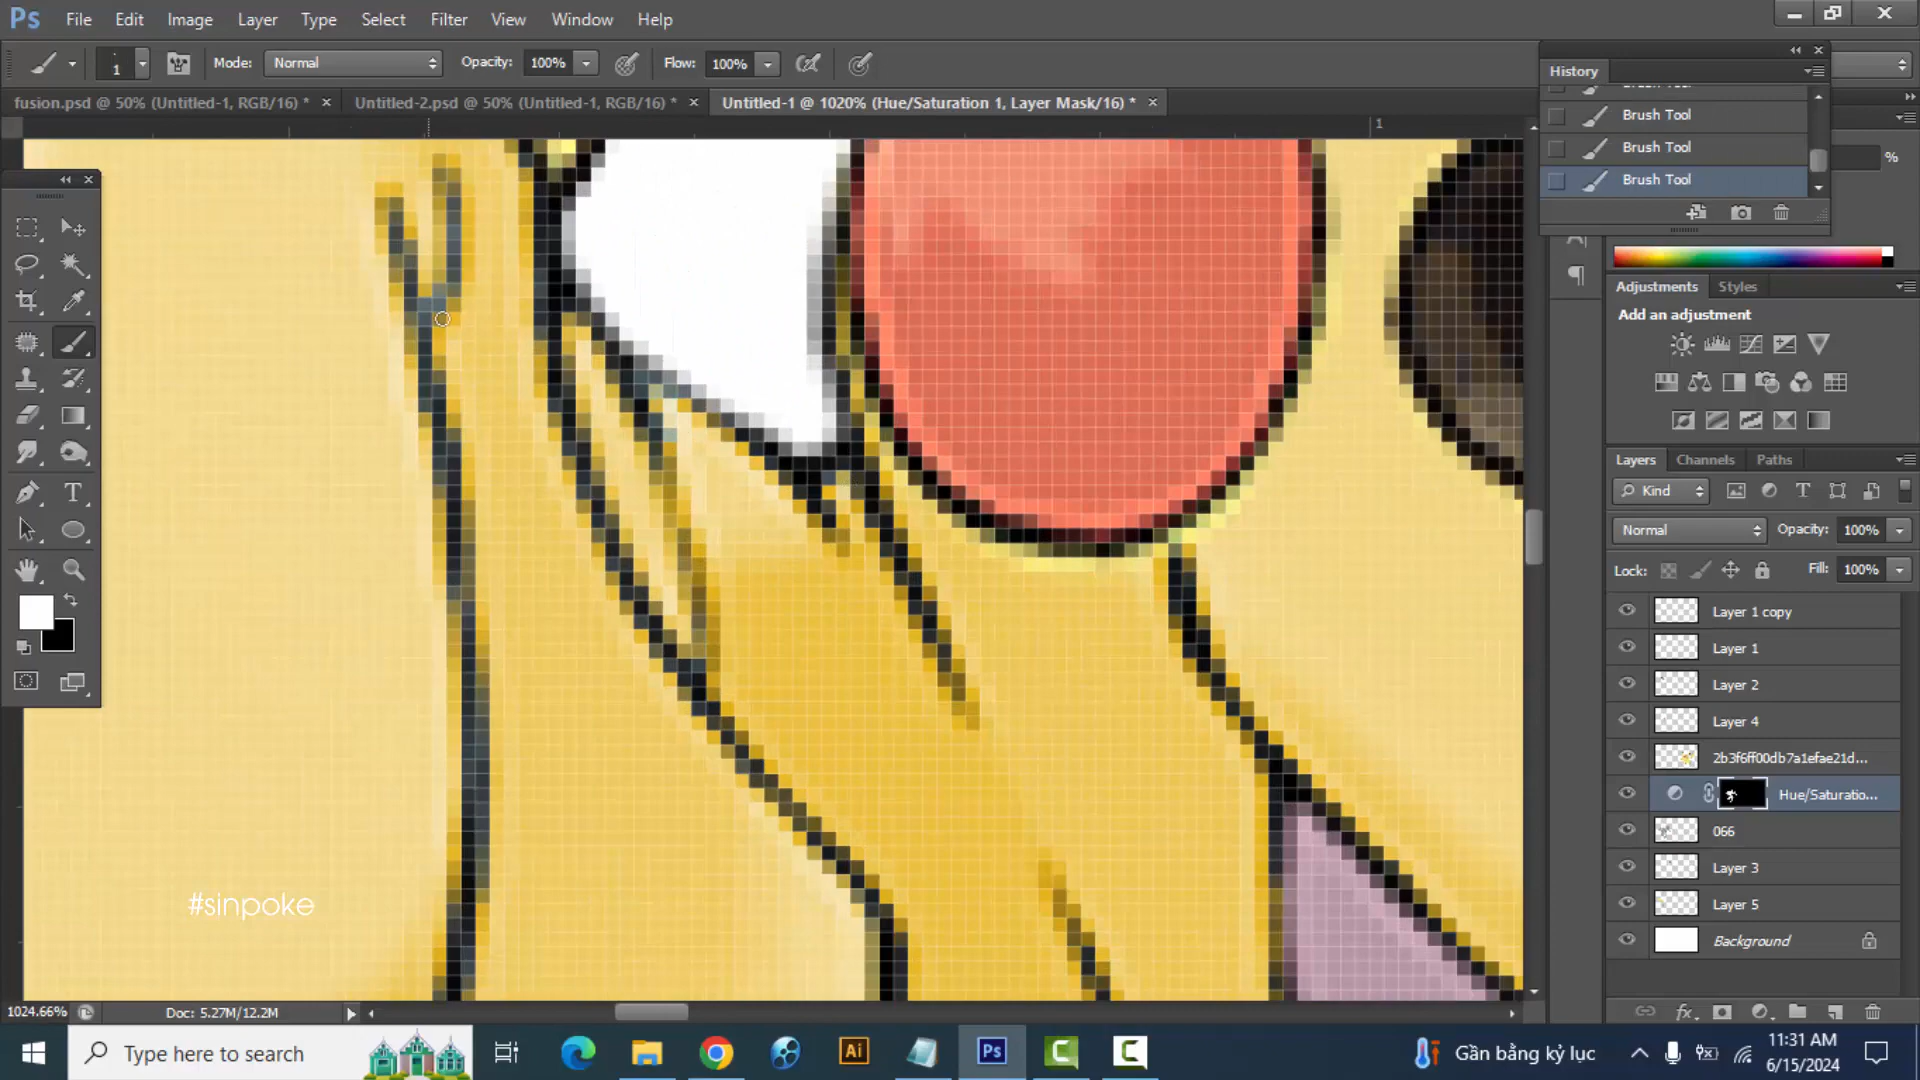 Ps File Edit Image Layer Type Select Filter View Window Help
1 Mode: Normal Opacity: 100% Flow: 100%
fusion.psd @ 50% (Untitled-1, RGB/16) * × Untitled-2.psd @ 50% (Untitled-1, RGB/16) * × Untitled-1 @ 1020% (Hue/Saturation 1, Layer Mask/16) * ×
1
History
Brush Tool
Brush Tool
Brush Tool
%
Adjustments Styles
Add an adjustment
Layers Channels Paths
Kind
Normal Opacity: 100%
Lock: Fill: 100%
Layer 1 copy
Layer 1
Layer 2
Layer 4
2b3f6ff00db7a1efae21d...
Hue/Saturatio...
066
Layer 3
Layer 5
Background
#sinpoke
1024.66% Doc: 5.27M/12.2M
Type here to search
Ai Ps
Gần bằng kỷ lục
11:31 AM
6/15/2024